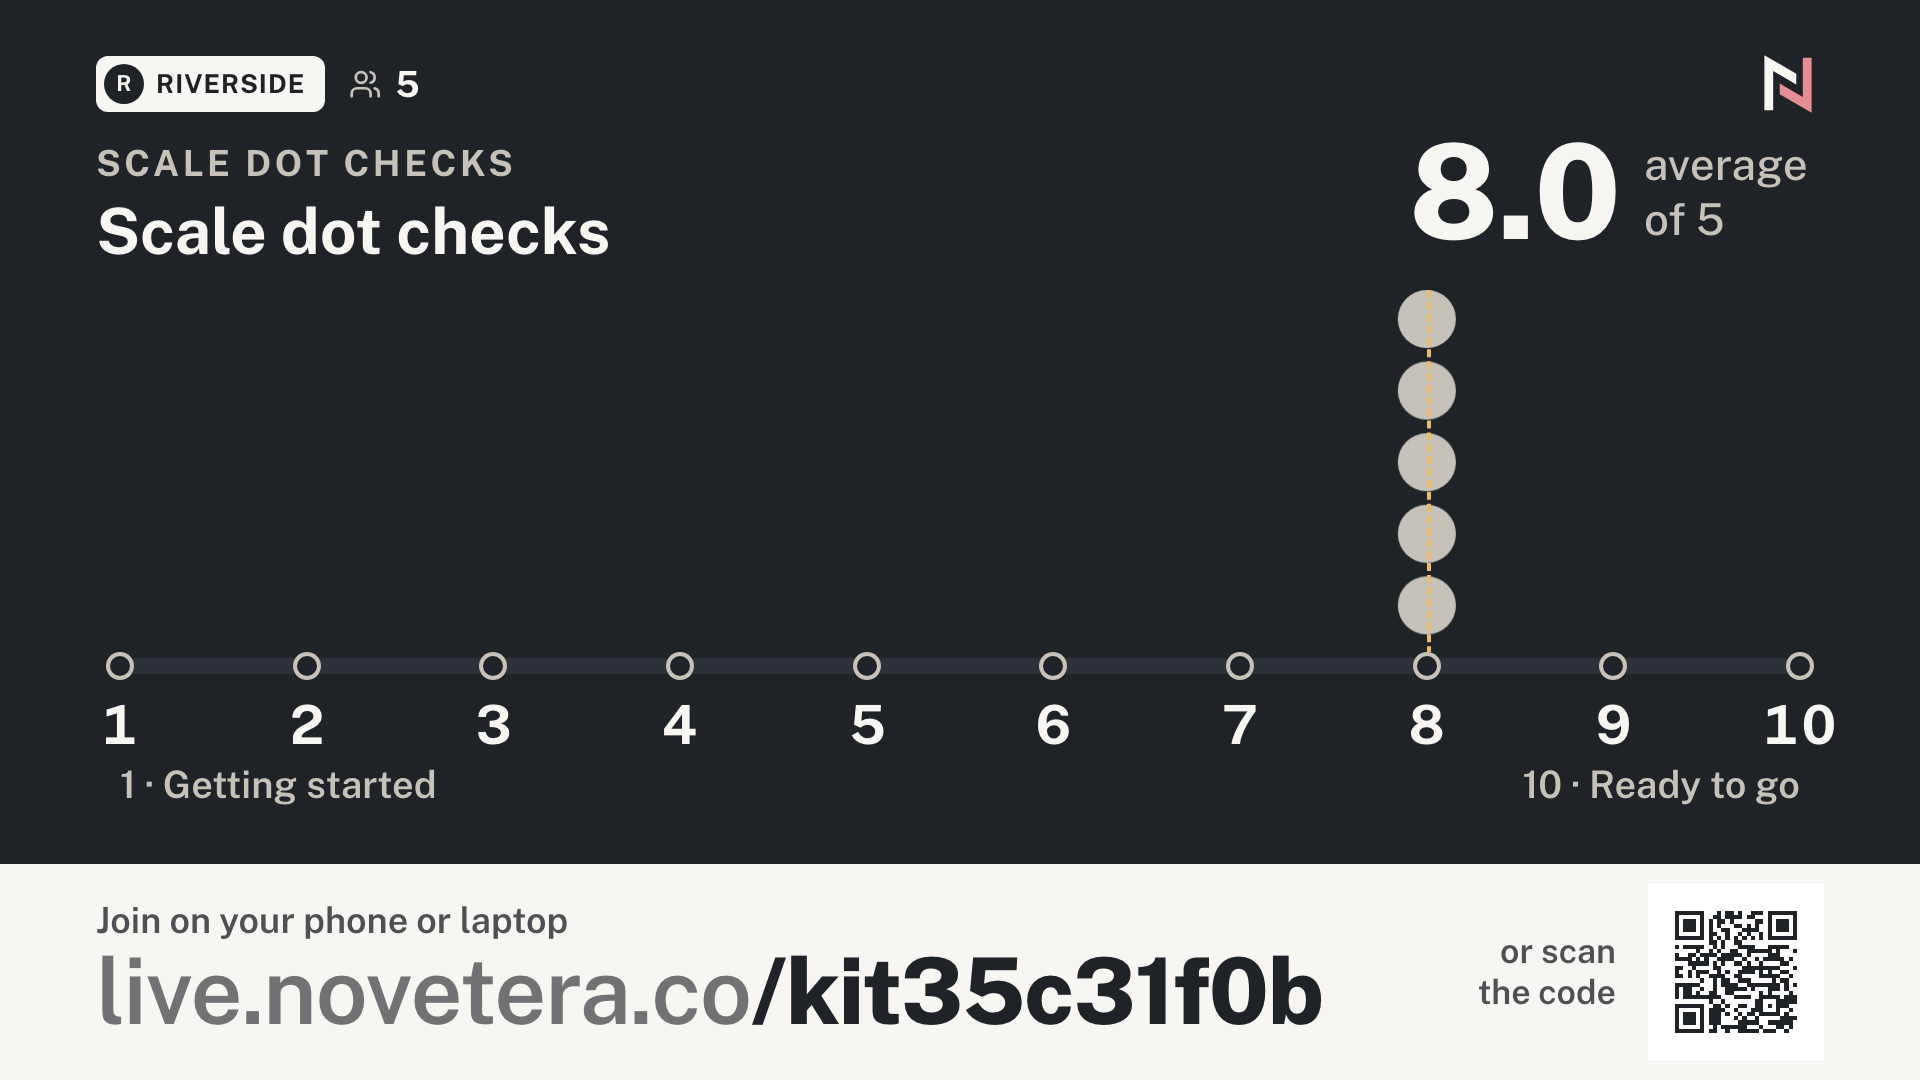 R RIVERSIDE 5
SCALE DOT CHECKS
Scale dot checks
8.0 average
of 5
1 2 3 4 5 6 7 8 9 10
1 · Getting started 10 · Ready to go
Join on your phone or laptop
live.novetera.co/kit35c31f0b
or scan
the code